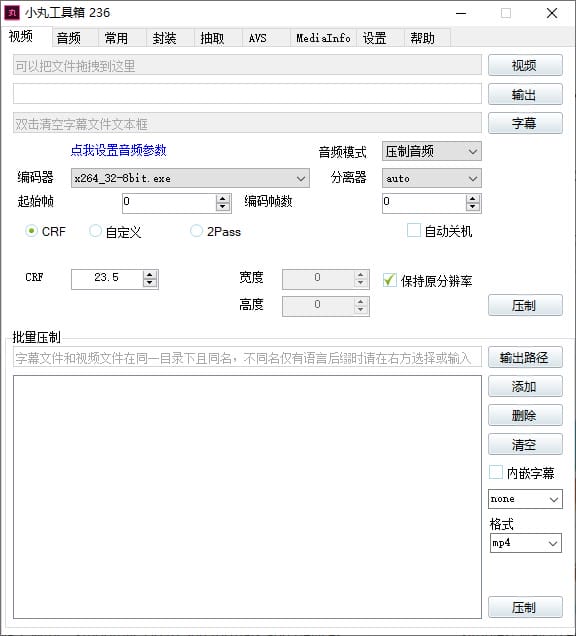 丸 小丸工具箱 236
视频 音频 常用 封装 抽取 AVS MediaInfo 设置 帮助
可以把文件拖拽到这里 视频
输出
双击清空字幕文件文本框 字幕
点我设置音频参数 音频模式 压制音频
编码器 x264_32-8bit.exe 分离器 auto
起始帧 0 编码帧数 0
CRF 自定义 2Pass 自动关机
CRF 23.5 宽度 0 保持原分辨率
高度 0 压制
批量压制
字幕文件和视频文件在同一目录下且同名，不同名仅有语言后缀时请在右方选择或输入 输出路径
添加
删除
清空
内嵌字幕
none
格式
mp4
压制